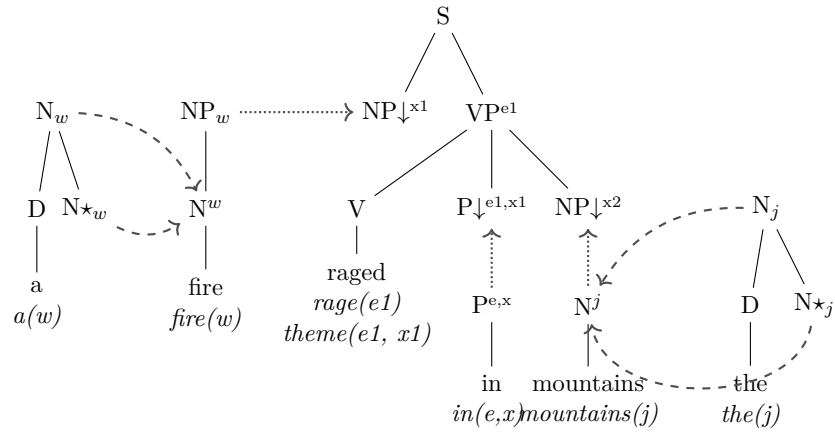 S
N_w NP_w NP↓^x1 VP^e1
D N⋆_w N^w V P↓^e1,x1 NP↓^x2 N_j
a fire raged P^e,x N^j D N⋆_j
a(w) fire(w) rage(e1)
theme(e1, x1)
in mountains the
in(e,x) mountains(j) the(j)